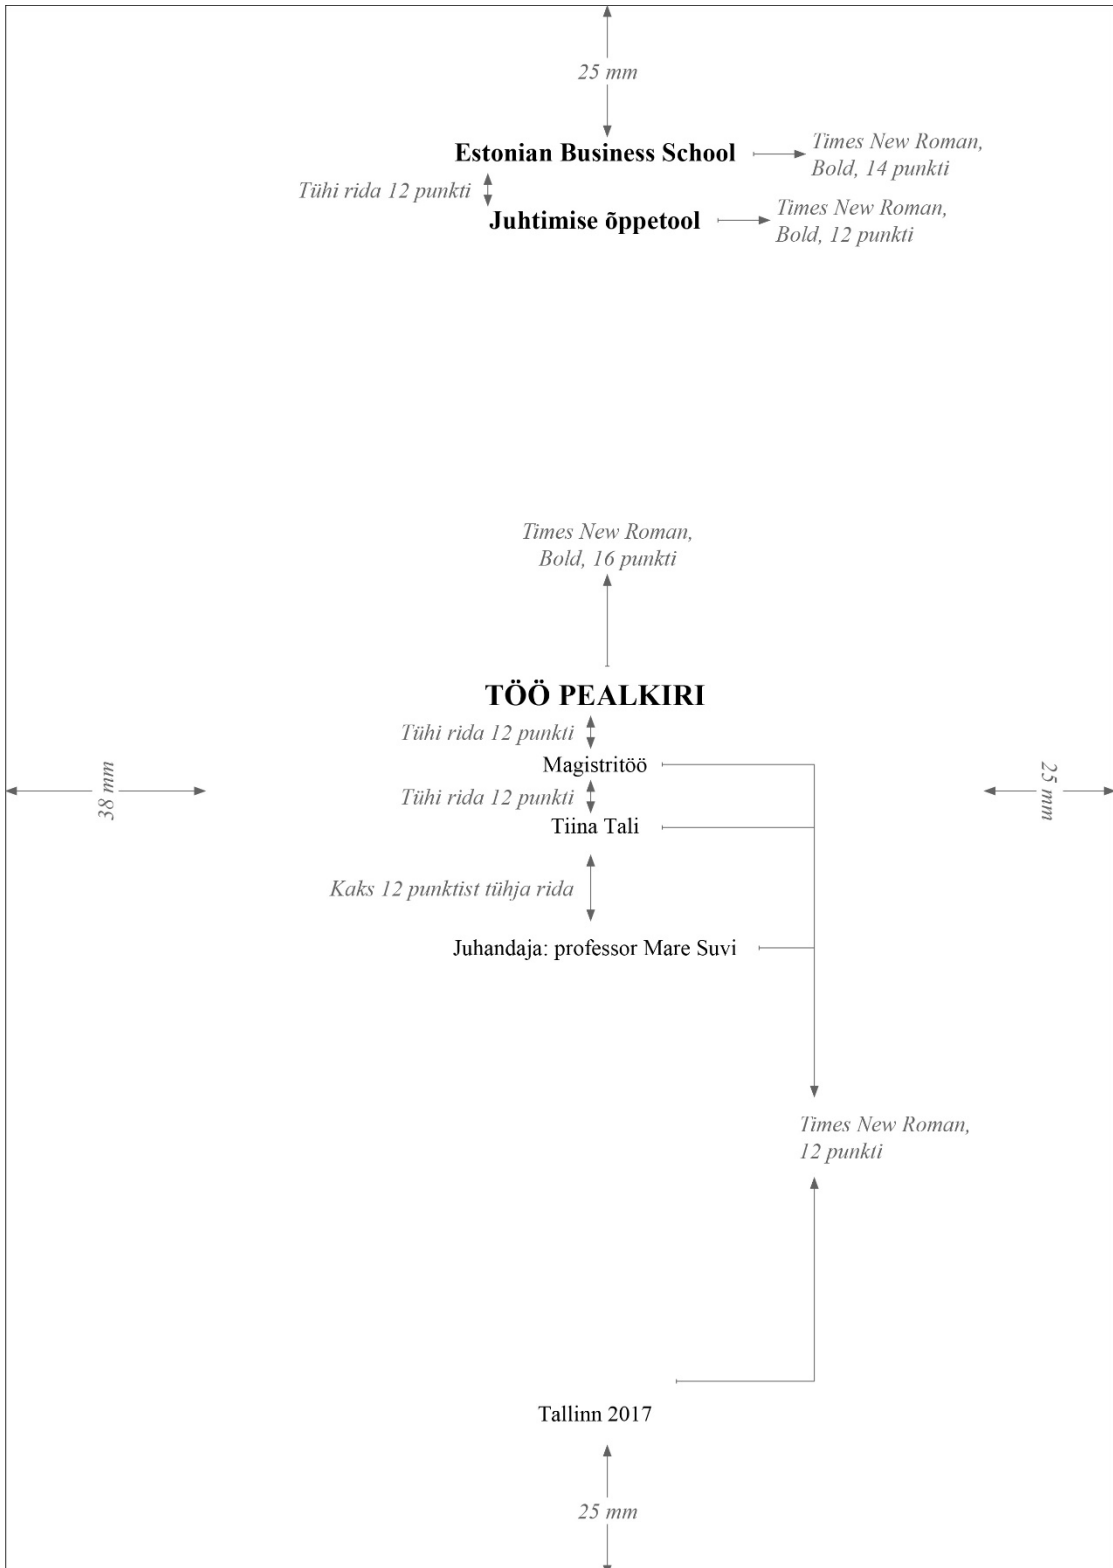 25 mm
Estonian Business School
Times New Roman,
Bold, 14 punkti
Tühi rida 12 punkti
Juhtimise õppetool
Times New Roman,
Bold, 12 punkti
Times New Roman,
Bold, 16 punkti
TÖÖ PEALKIRI
Tühi rida 12 punkti
Magistritöö
38 mm
Tühi rida 12 punkti
25 mm
Tiina Tali
Kaks 12 punktist tühja rida
Juhandaja: professor Mare Suvi
Times New Roman,
12 punkti
Tallinn 2017
25 mm